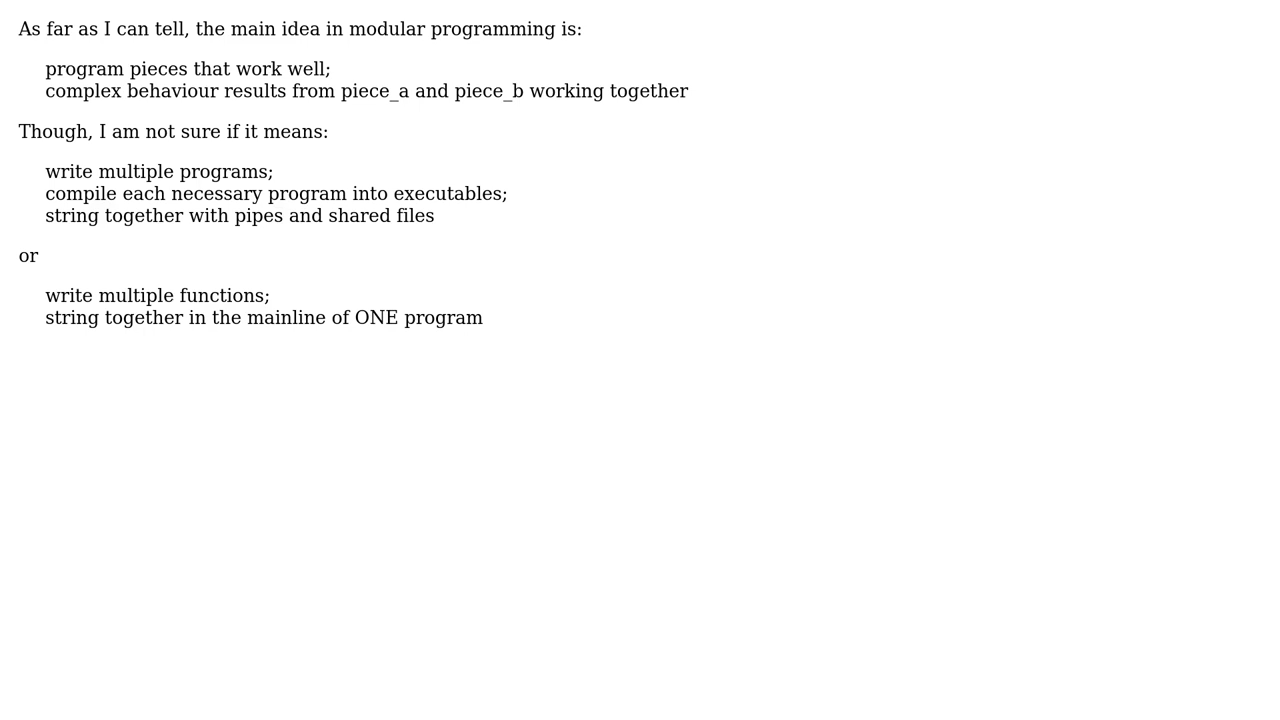 As far as I can tell, the main idea in modular programming is:
program pieces that work well;
complex behaviour results from piece_a and piece_b working together
Though, I am not sure if it means:
write multiple programs;
compile each necessary program into executables;
string together with pipes and shared files
or
write multiple functions;
string together in the mainline of ONE program